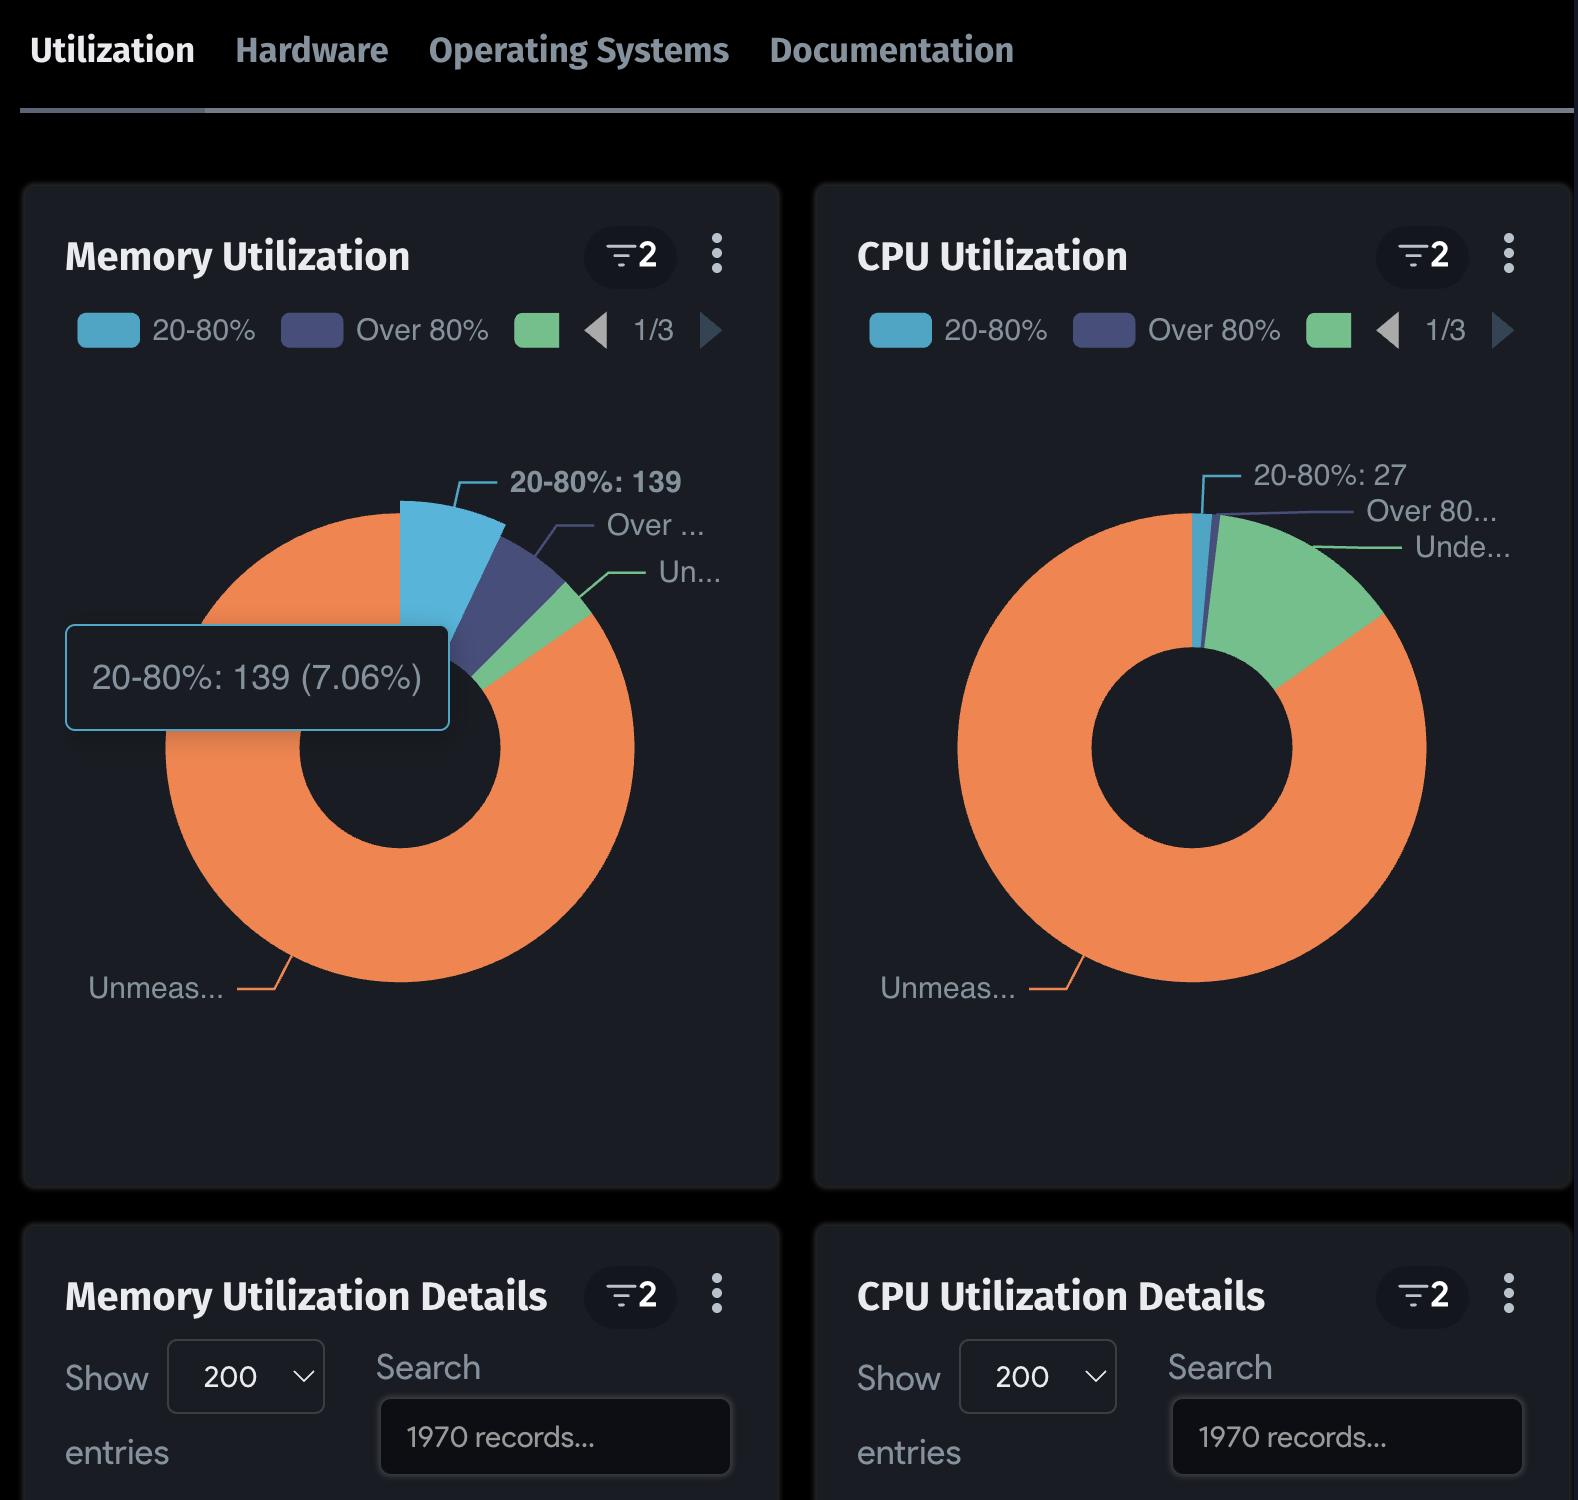 Utilization Hardware Operating Systems Documentation
Memory Utilization 2
20-80% Over 80% 1/3
20-80%: 139
Over ...
Un...
20-80%: 139 (7.06%)
Unmeas...
CPU Utilization 2
20-80% Over 80% 1/3
20-80%: 27
Over 80...
Unde...
Unmeas...
Memory Utilization Details 2
Show 200 entries
Search
1970 records...
CPU Utilization Details 2
Show 200 entries
Search
1970 records...